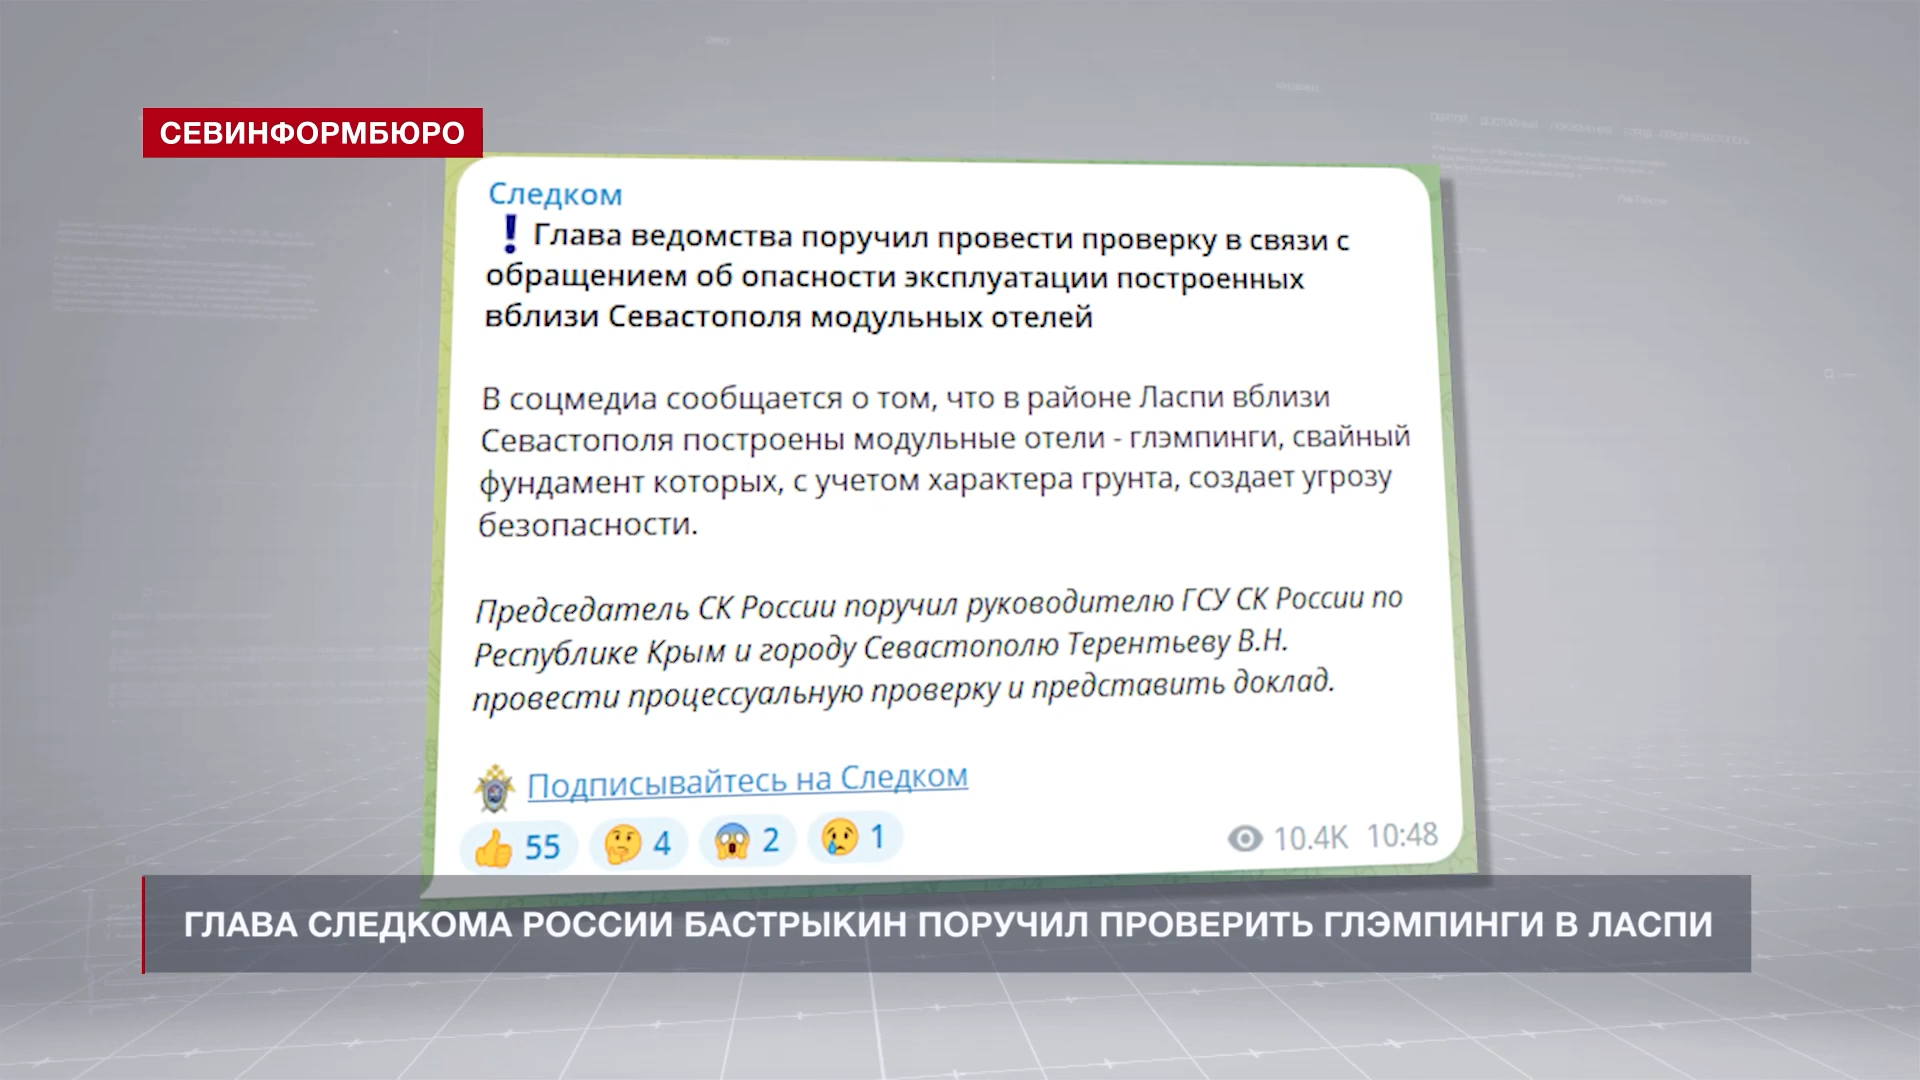 СЕВИНФОРМБЮРО
Следком
❗Глава ведомства поручил провести проверку в связи с
обращением об опасности эксплуатации построенных
вблизи Севастополя модульных отелей
В соцмедиа сообщается о том, что в районе Ласпи вблизи
Севастополя построены модульные отели - глэмпинги, свайный
фундамент которых, с учетом характера грунта, создает угрозу
безопасности.
Председатель СК России поручил руководителю ГСУ СК России по
Республике Крым и городу Севастополю Терентьеву В.Н.
провести процессуальную проверку и представить доклад.
Подписывайтесь на Следком
👍 55 🤔 4 😱 2 😢 1 10.4K 10:48
ГЛАВА СЛЕДКОМА РОССИИ БАСТРЫКИН ПОРУЧИЛ ПРОВЕРИТЬ ГЛЭМПИНГИ В ЛАСПИ